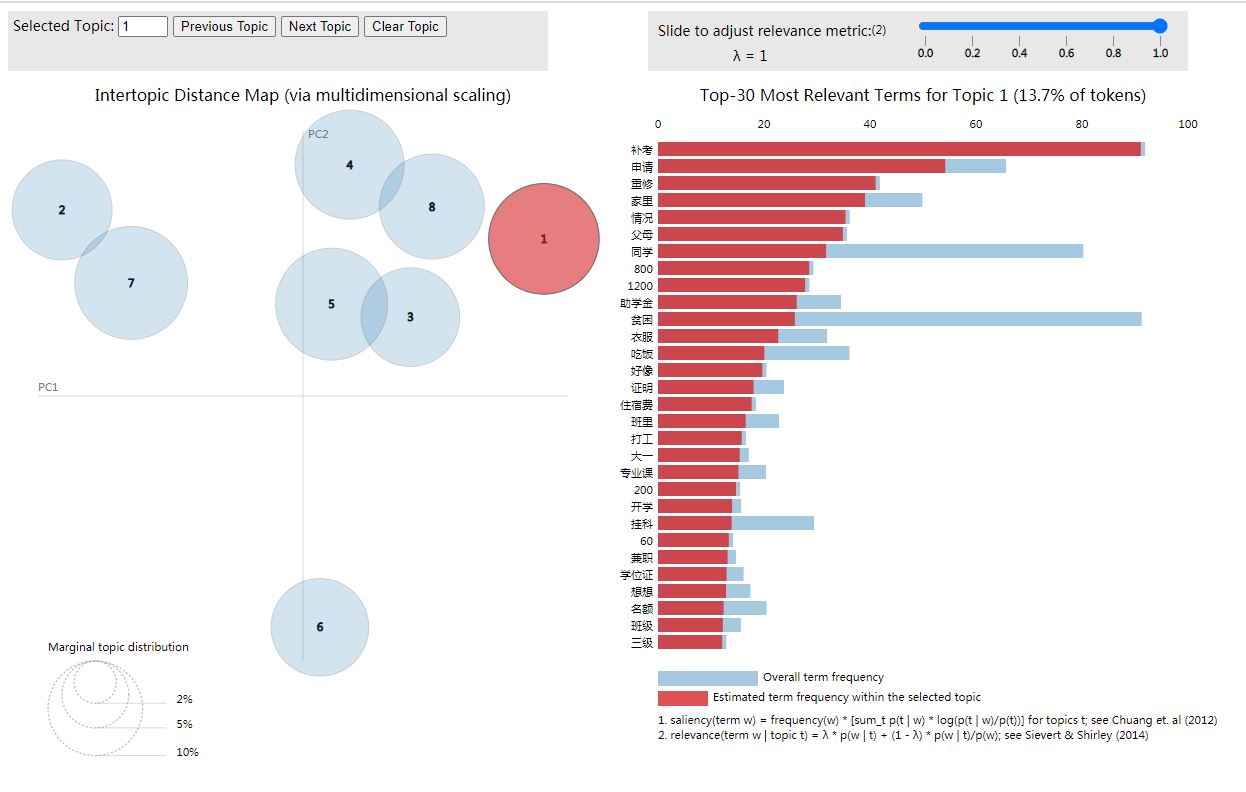 Selected Topic: 1 Previous Topic Next Topic Clear Topic
Slide to adjust relevance metric:(2)
λ = 1
0.0 0.2 0.4 0.6 0.8 1.0
Intertopic Distance Map (via multidimensional scaling)
PC2
PC1
4
8
2
1
7
5
3
6
Marginal topic distribution
2%
5%
10%
Top-30 Most Relevant Terms for Topic 1 (13.7% of tokens)
0 20 40 60 80 100
补考
申请
重修
家里
情况
父母
同学
800
1200
助学金
贫困
衣服
吃饭
好像
证明
住宿费
班里
打工
大一
专业课
200
开学
挂科
60
兼职
学位证
想想
名额
班级
三级
Overall term frequency
Estimated term frequency within the selected topic
1. saliency(term w) = frequency(w) * [sum_t p(t | w) * log(p(t | w)/p(t))] for topics t; see Chuang et. al (2012)
2. relevance(term w | topic t) = λ * p(w | t) + (1 - λ) * p(w | t)/p(w); see Sievert & Shirley (2014)